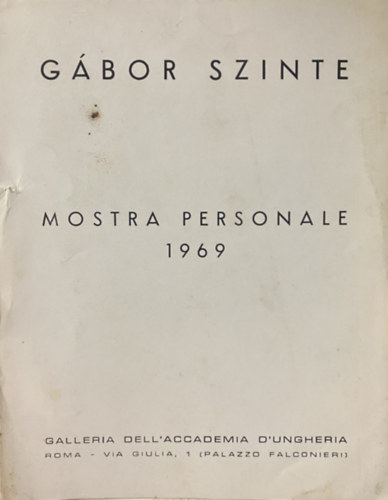 GÁBOR SZINTE
MOSTRA PERSONALE
1969
GALLERIA DELL'ACCADEMIA D'UNGHERIA
ROMA - VIA GIULIA, 1 (PALAZZO FALCONIERI)